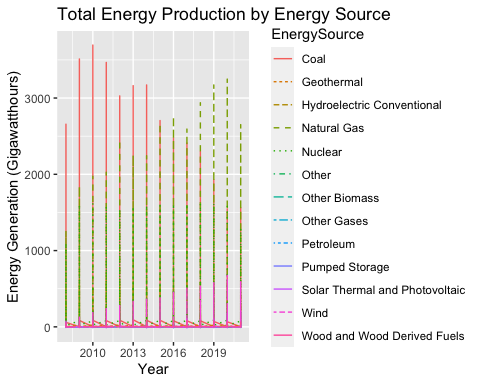 Total Energy Production by Energy Source
EnergySource
Coal
Geothermal
Hydroelectric Conventional
Natural Gas
Nuclear
Other
Other Biomass
Other Gases
Petroleum
Pumped Storage
Solar Thermal and Photovoltaic
Wind
Wood and Wood Derived Fuels
Energy Generation (Gigawatthours)
3000
2000
1000
0
2010 2013 2016 2019
Year